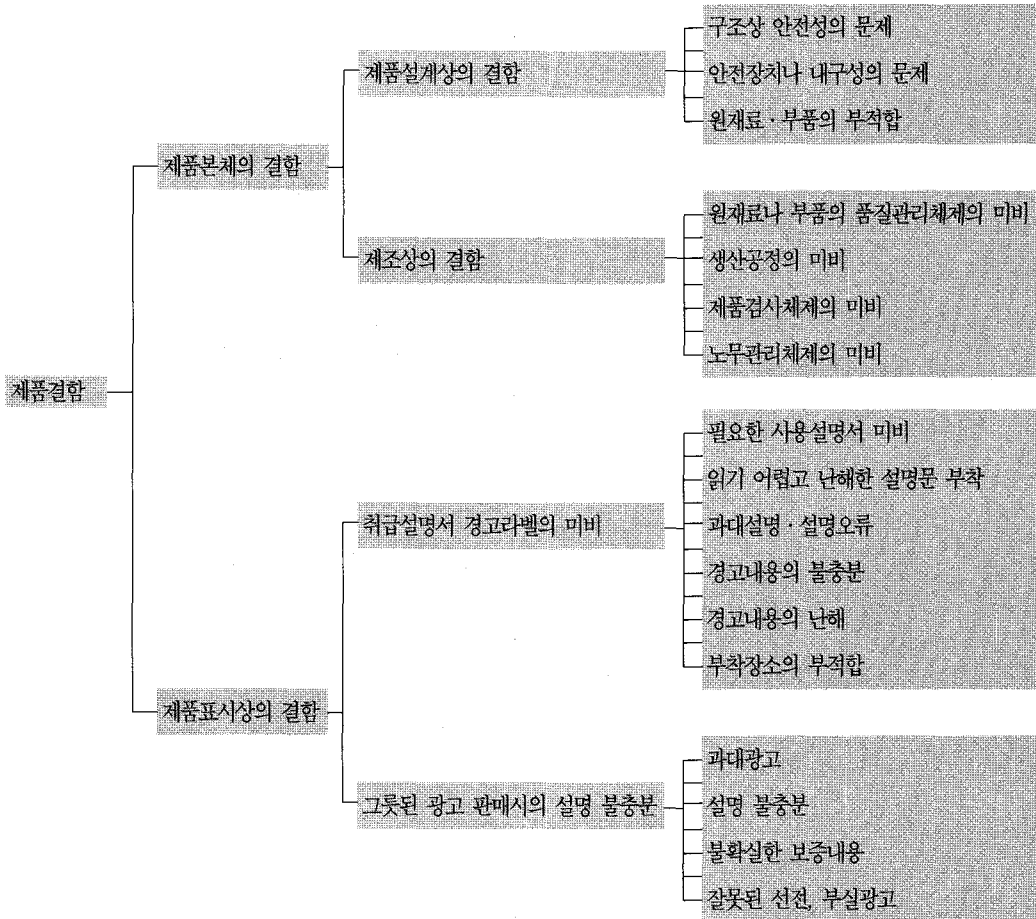 제품결함
제품본체의 결함
제품설계상의 결함
구조상 안전성의 문제
안전장치나 내구성의 문제
원재료·부품의 부적합
제조상의 결함
원재료나 부품의 품질관리체제의 미비
생산공정의 미비
제품검사체제의 미비
노무관리체제의 미비
제품표시상의 결함
취급설명서 경고라벨의 미비
필요한 사용설명서 미비
읽기 어렵고 난해한 설명문 부착
과대설명·설명오류
경고내용의 불충분
경고내용의 난해
부착장소의 부적합
그릇된 광고 판매시의 설명 불충분
과대광고
설명 불충분
불확실한 보증내용
잘못된 선전, 부실광고